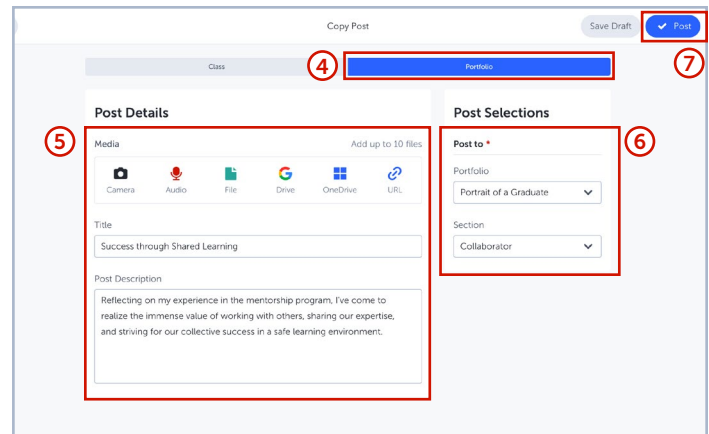 Copy Post
Save Draft
Post
7
Class
4
Portfolio
Post Details
5
Media
Add up to 10 files
Camera
Audio
File
Drive
OneDrive
URL
Title
Success through Shared Learning
Post Description
Reflecting on my experience in the mentorship program, I've come to
realize the immense value of working with others, sharing our expertise,
and striving for our collective success in a safe learning environment.
Post Selections
6
Post to *
Portfolio
Portrait of a Graduate
Section
Collaborator